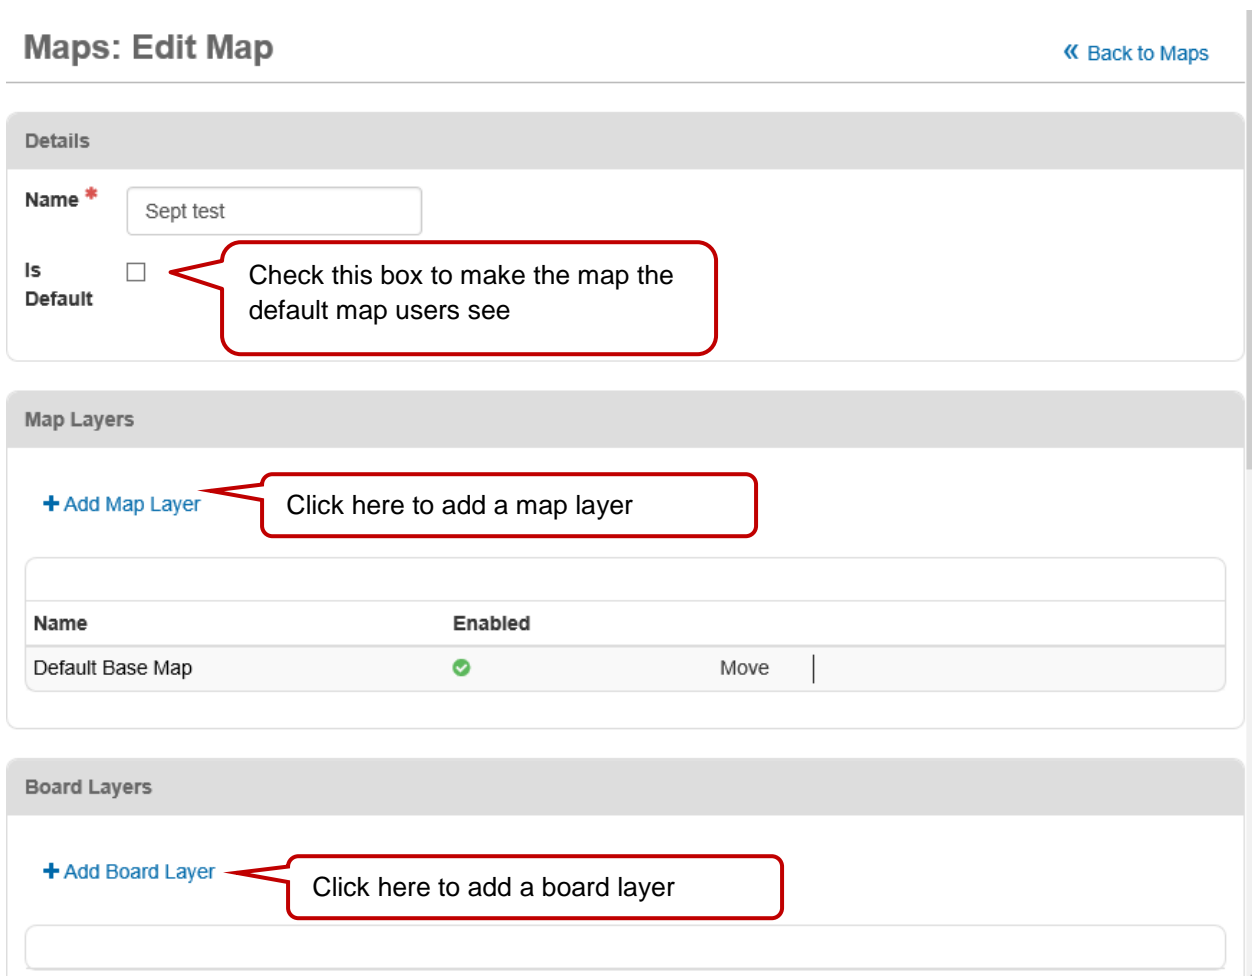 Maps: Edit Map
« Back to Maps
Details
Name *
Sept test
Is
Default
Check this box to make the map the
default map users see
Map Layers
+ Add Map Layer
Click here to add a map layer
Name Enabled
Default Base Map Move
Board Layers
+ Add Board Layer
Click here to add a board layer